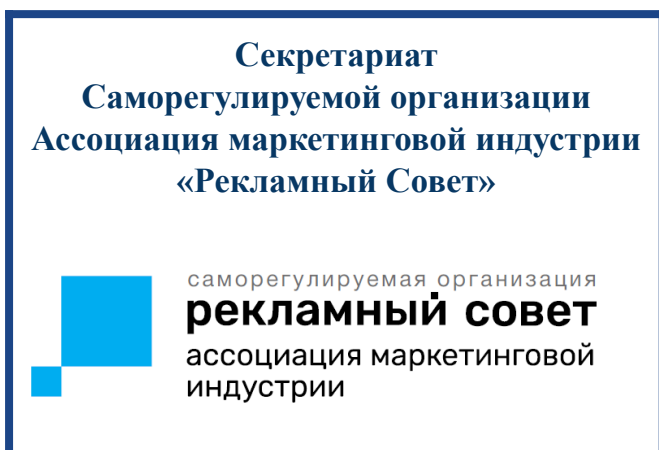 Секретариат
Саморегулируемой организации
Ассоциация маркетинговой индустрии
«Рекламный Совет»
саморегулируемая организация
рекламный совет
ассоциация маркетинговой
индустрии